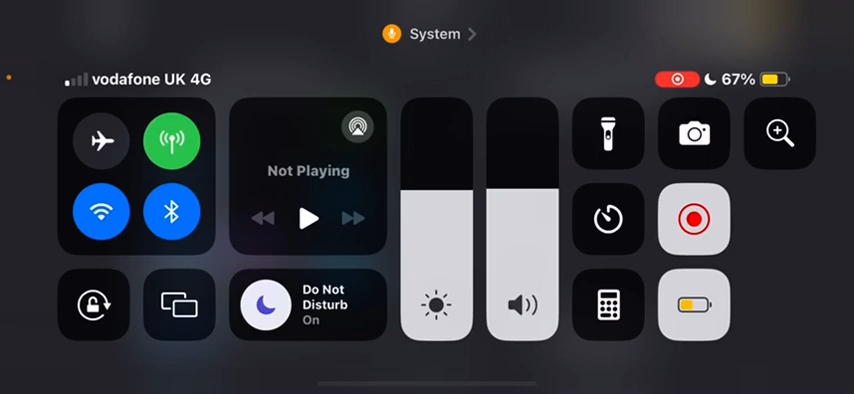 System
vodafone UK 4G
67%
Not Playing
Do Not
Disturb
On